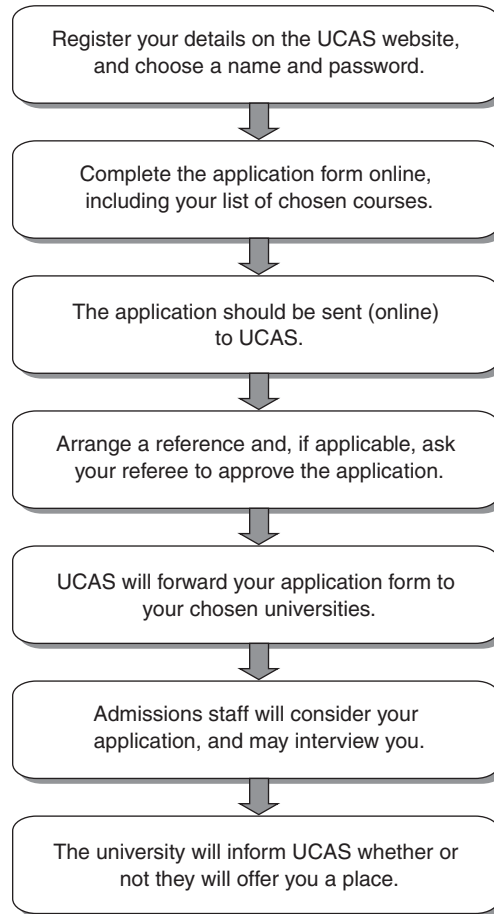 Register your details on the UCAS website,
and choose a name and password.
Complete the application form online,
including your list of chosen courses.
The application should be sent (online)
to UCAS.
Arrange a reference and, if applicable, ask
your referee to approve the application.
UCAS will forward your application form to
your chosen universities.
Admissions staff will consider your
application, and may interview you.
The university will inform UCAS whether or
not they will offer you a place.